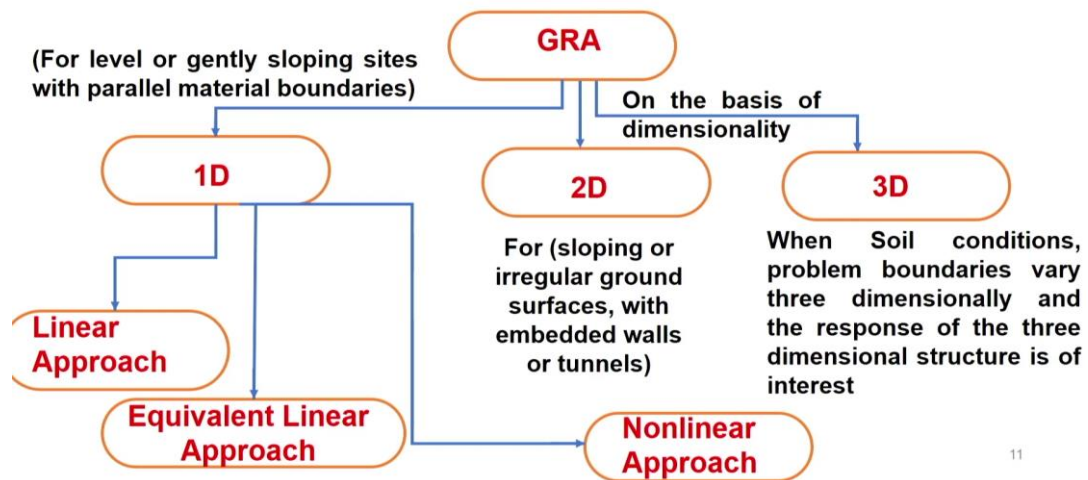 GRA
(For level or gently sloping sites
with parallel material boundaries)
On the basis of
dimensionality
1D
2D
3D
For (sloping or
irregular ground
surfaces, with
embedded walls
or tunnels)
When Soil conditions,
problem boundaries vary
three dimensionally and
the response of the three
dimensional structure is of
interest
Linear
Approach
Equivalent Linear
Approach
Nonlinear
Approach
11